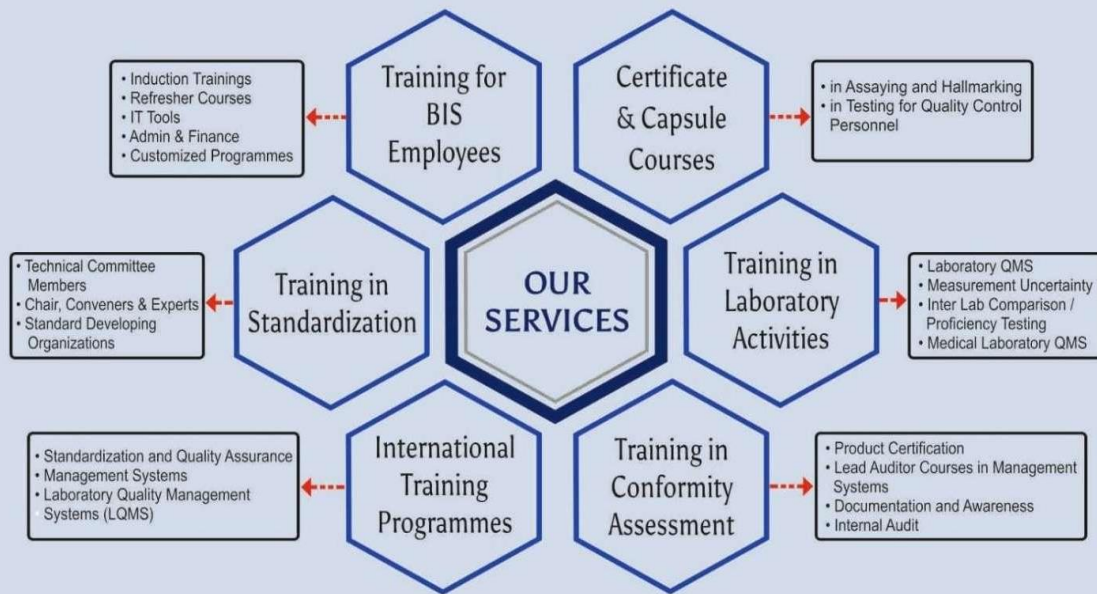 Training for
BIS
Employees
• Induction Trainings
• Refresher Courses
• IT Tools
• Admin & Finance
• Customized Programmes
Certificate
& Capsule
Courses
• in Assaying and Hallmarking
• in Testing for Quality Control
Personnel
Training in
Standardization
• Technical Committee
Members
• Chair, Conveners & Experts
• Standard Developing
Organizations
OUR
SERVICES
Training in
Laboratory
Activities
• Laboratory QMS
• Measurement Uncertainty
• Inter Lab Comparison /
Proficiency Testing
• Medical Laboratory QMS
International
Training
Programmes
• Standardization and Quality Assurance
• Management Systems
• Laboratory Quality Management
Systems (LQMS)
Training in
Conformity
Assessment
• Product Certification
• Lead Auditor Courses in Management
Systems
• Documentation and Awareness
• Internal Audit